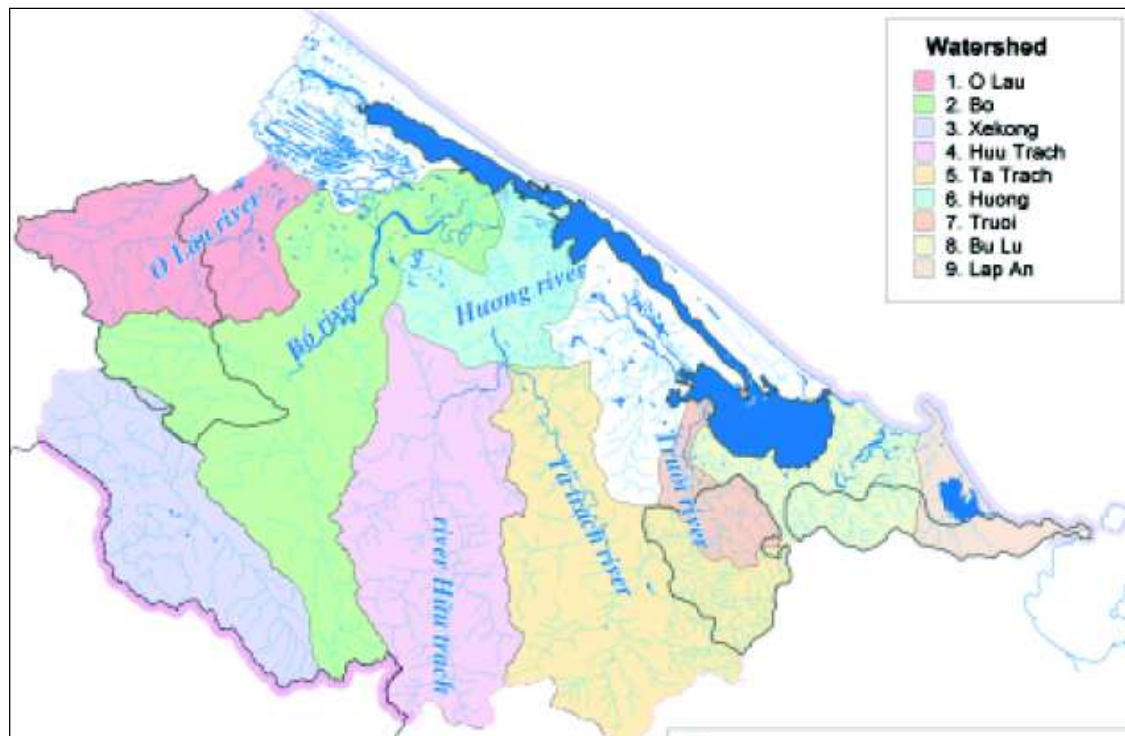 Watershed
1. O Lau
2. Bo
3. Xekong
4. Huu Trach
5. Ta Trach
6. Huong
7. Truoi
8. Bu Lu
9. Lap An
O Lâu river
Bồ river
Huong river
Truoi river
Tả trạch river
river Hữu trạch